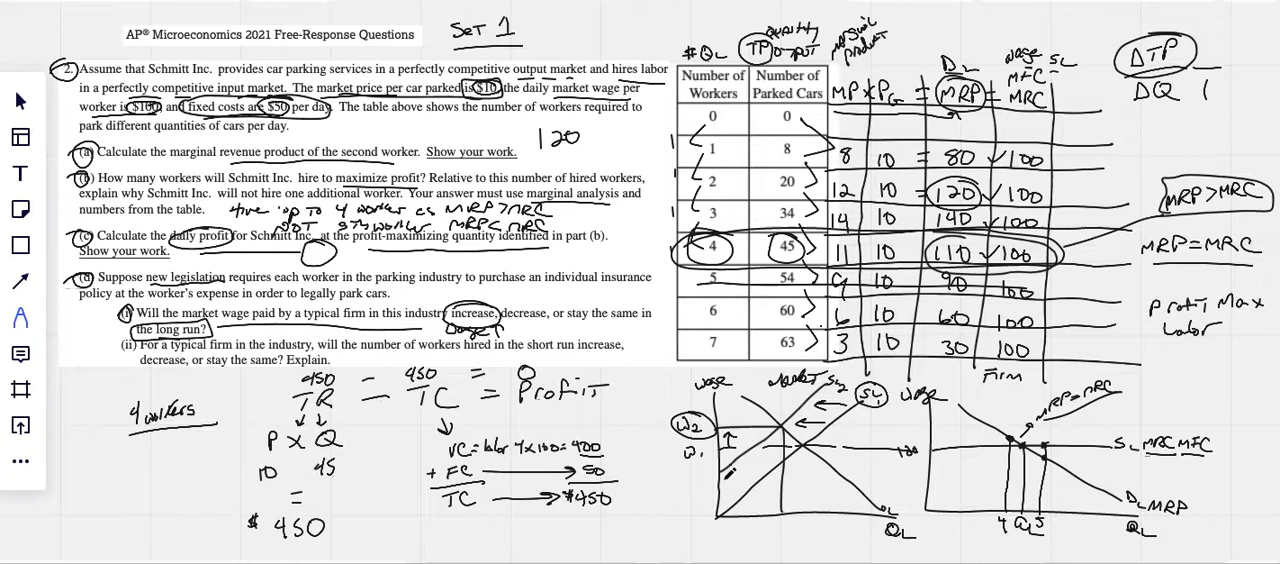 AP® Microeconomics 2021 Free-Response Questions
SET 1
2. Assume that Schmitt Inc. provides car parking services in a perfectly competitive output market and hires labor
in a perfectly competitive input market. The market price per car parked is $10, the daily market wage per
worker is $100, and fixed costs are $50 per day. The table above shows the number of workers required to
park different quantities of cars per day.
120
(a) Calculate the marginal revenue product of the second worker. Show your work.
(b) How many workers will Schmitt Inc. hire to maximize profit? Relative to this number of hired workers,
explain why Schmitt Inc. will not hire one additional worker. Your answer must use marginal analysis and
numbers from the table.
up to 4 worker as MRP>MRC
NOT 5th worker MRP<MRC
(c) Calculate the daily profit for Schmitt Inc. at the profit-maximizing quantity identified in part (b).
Show your work.
(d) Suppose new legislation requires each worker in the parking industry to purchase an individual insurance
policy at the worker's expense in order to legally park cars.
(i) Will the market wage paid by a typical firm in this industry increase, decrease, or stay the same in
the long run?
(ii) For a typical firm in the industry, will the number of workers hired in the short run increase,
decrease, or stay the same? Explain.
4 workers
450 - 450 = 0
TR - TC = Profit
P x Q
10 45
=
$ 450
VC = labor 4x100 = 400
+ FC 50
TC $450
# QL TP QUANTITY OUTPUT marginal product DL wage MFC SL
Number of Workers Number of Parked Cars MP x PG = MRP = MRC
0 0
1 8 8 10 = 80 100
2 20 12 10 = 120 100
3 34 14 10 140 100
4 45 11 10 110 100
5 54 9 10 90 100
6 60 6 10 60 100
7 63 3 10 30 100
ΔTP
ΔQ 1
MRP>MRC
MRP=MRC
Profit Max
Labor
wage Market SL2 SL1
W2
W1
DL
QL
Firm
wage
MRP=MRC
100
SL MRC MFC
DL MRP
4 QL 5 QL